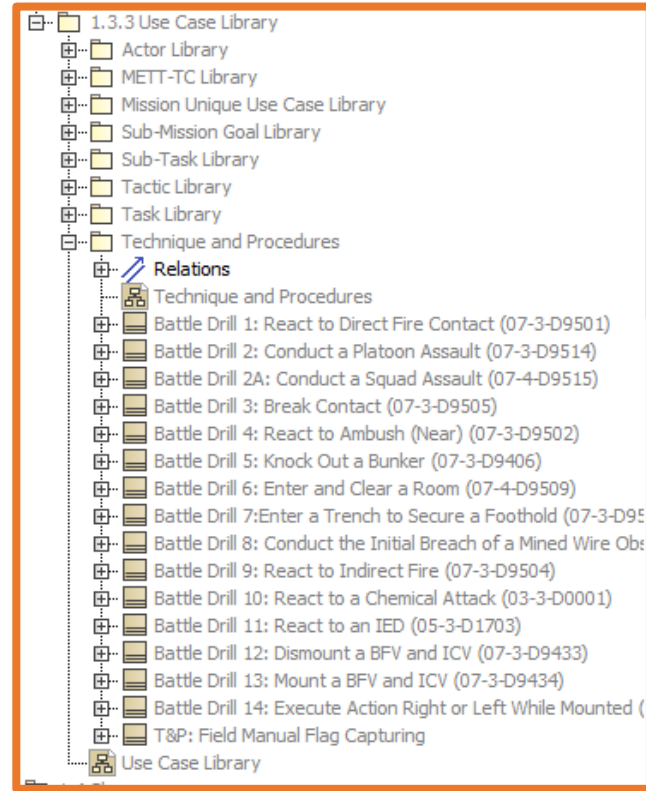 1.3.3 Use Case Library
Actor Library
METT-TC Library
Mission Unique Use Case Library
Sub-Mission Goal Library
Sub-Task Library
Tactic Library
Task Library
Technique and Procedures
Relations
Technique and Procedures
Battle Drill 1: React to Direct Fire Contact (07-3-D9501)
Battle Drill 2: Conduct a Platoon Assault (07-3-D9514)
Battle Drill 2A: Conduct a Squad Assault (07-4-D9515)
Battle Drill 3: Break Contact (07-3-D9505)
Battle Drill 4: React to Ambush (Near) (07-3-D9502)
Battle Drill 5: Knock Out a Bunker (07-3-D9406)
Battle Drill 6: Enter and Clear a Room (07-4-D9509)
Battle Drill 7:Enter a Trench to Secure a Foothold (07-3-D95
Battle Drill 8: Conduct the Initial Breach of a Mined Wire Obs
Battle Drill 9: React to Indirect Fire (07-3-D9504)
Battle Drill 10: React to a Chemical Attack (03-3-D0001)
Battle Drill 11: React to an IED (05-3-D1703)
Battle Drill 12: Dismount a BFV and ICV (07-3-D9433)
Battle Drill 13: Mount a BFV and ICV (07-3-D9434)
Battle Drill 14: Execute Action Right or Left While Mounted (
T&P: Field Manual Flag Capturing
Use Case Library